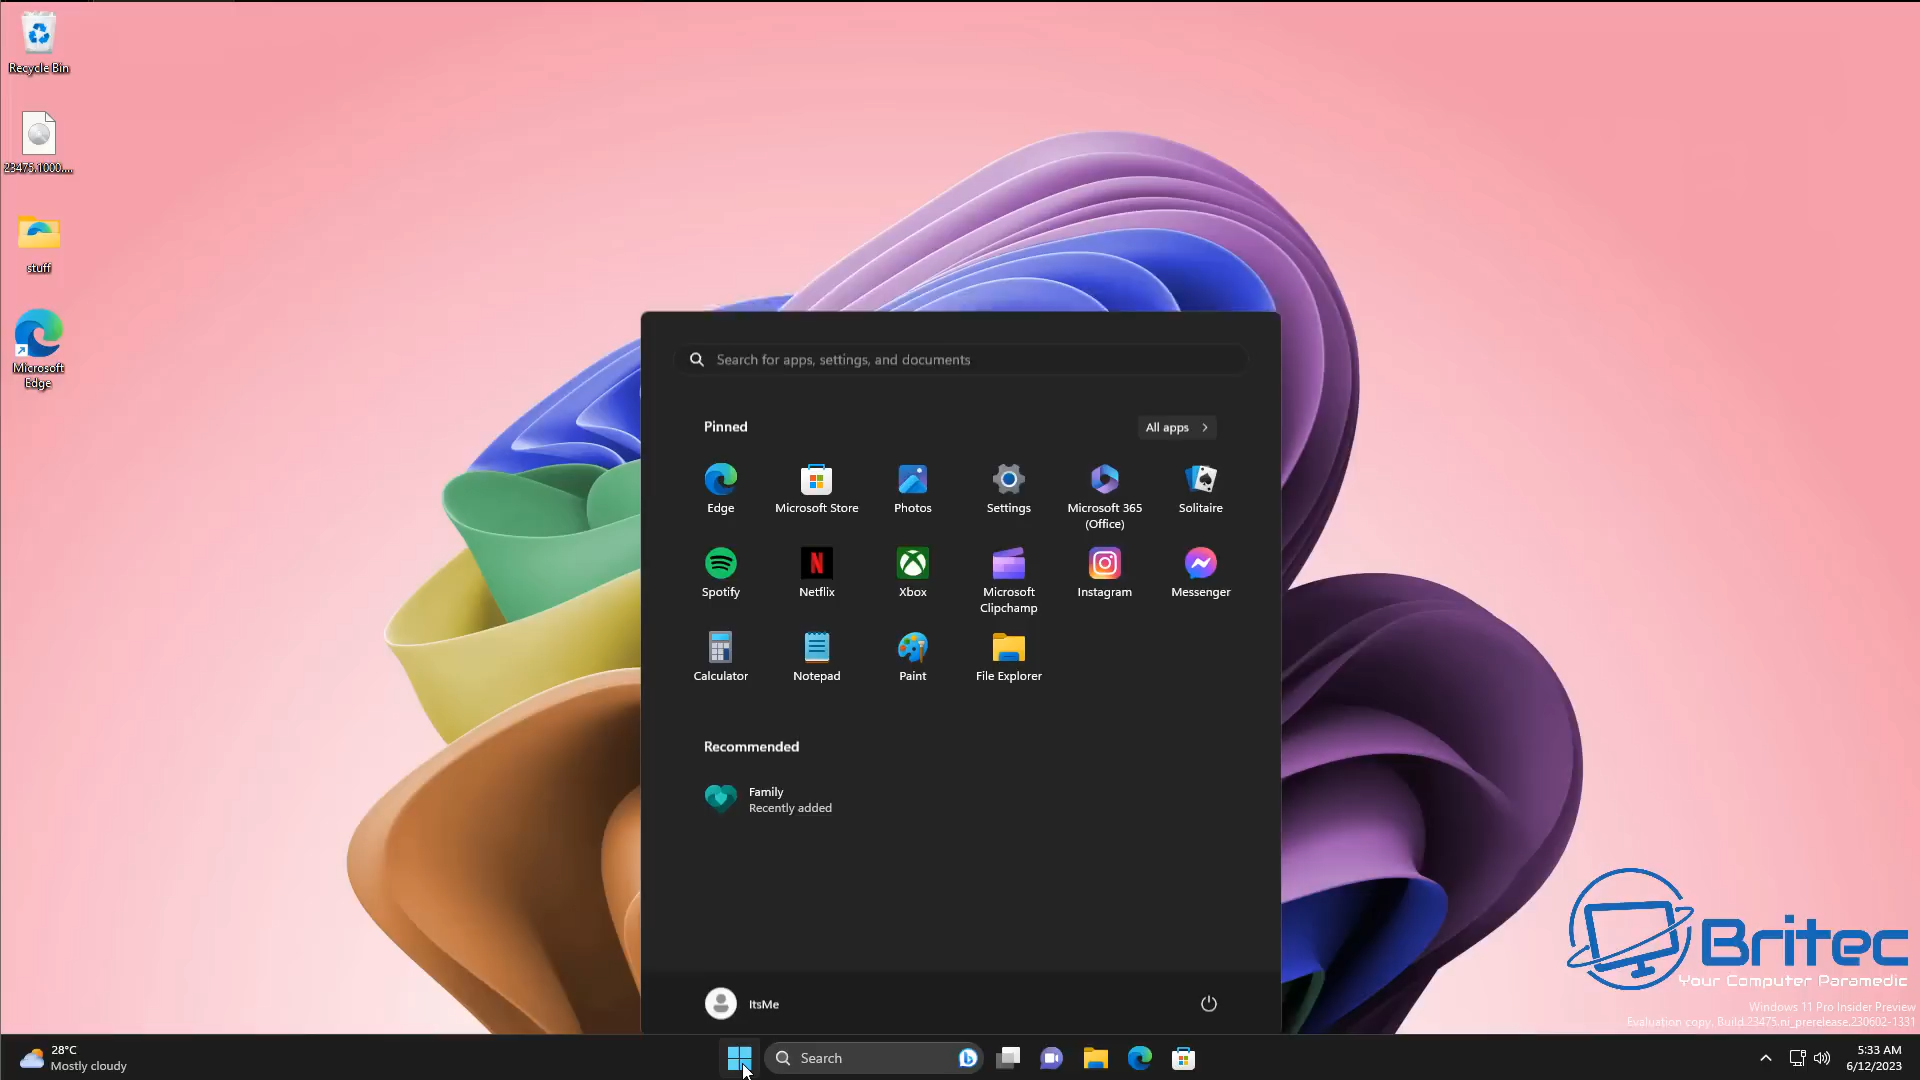 Recycle Bin
23475.1000....
stuff
Microsoft
Edge
Search for apps, settings, and documents
Pinned
All apps
Edge
Microsoft Store
Photos
Settings
Microsoft 365
(Office)
Solitaire
Spotify
Netflix
Xbox
Microsoft
Clipchamp
Instagram
Messenger
Calculator
Notepad
Paint
File Explorer
Recommended
Family
Recently added
ItsMe
Britec
Your Computer Paramedic
Windows 11 Pro Insider Preview
Evaluation copy. Build 23475.ni_prerelease.230602-1331
28°C
Mostly cloudy
Search
5:33 AM
6/12/2023